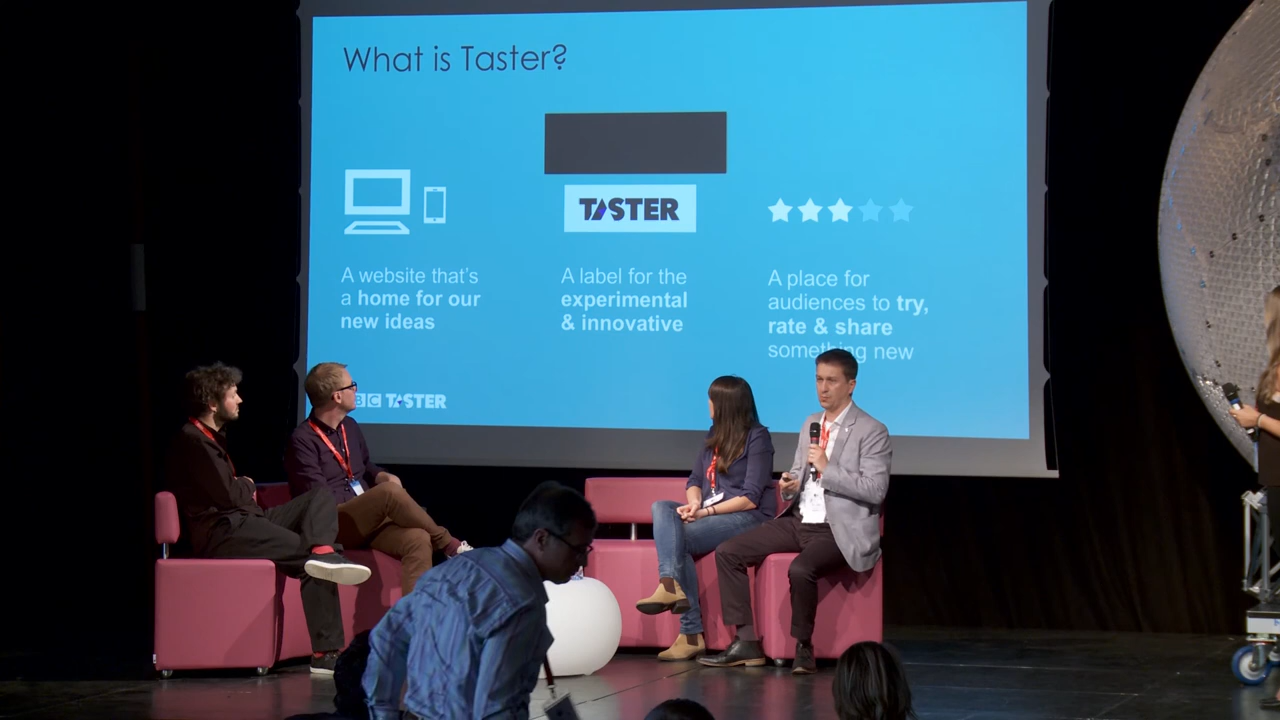 What is Taster?
TASTER
A website that's
a home for our
new ideas
A label for the
experimental
& innovative
A place for
audiences to try,
rate & share
something new
BBC TASTER